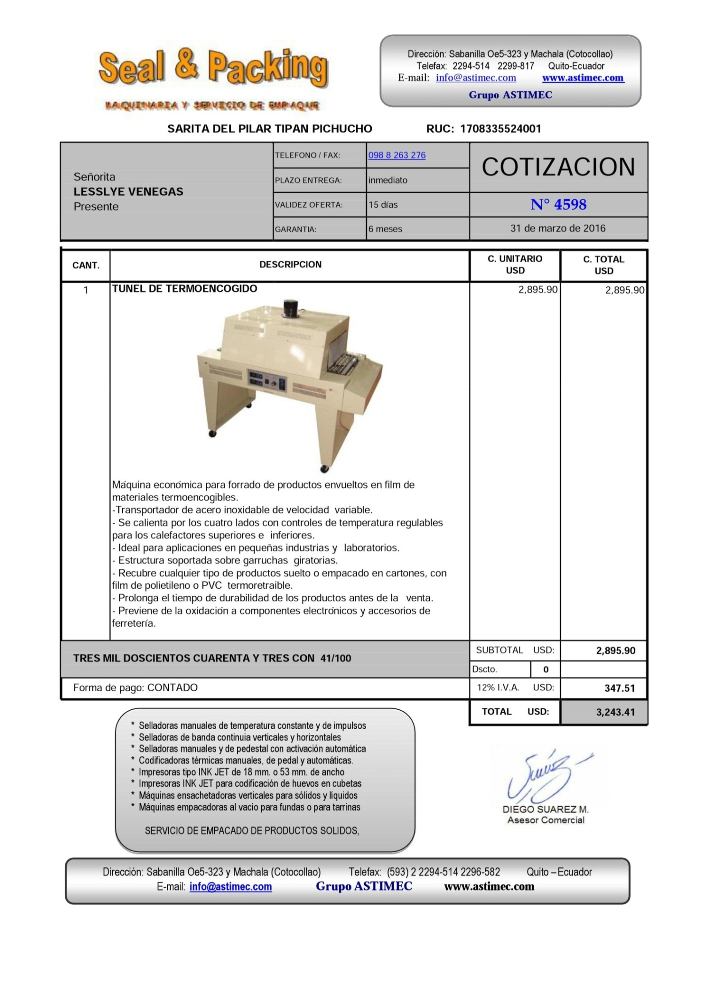 Seal & Packing
MAQUINARIA Y SERVICIO DE EMPAQUE
Dirección: Sabanilla Oe5-323 y Machala (Cotocollao)
Telefax: 2294-514 2299-817 Quito-Ecuador
E-mail: info@astimec.com www.astimec.com
Grupo ASTIMEC
SARITA DEL PILAR TIPAN PICHUCHO RUC: 1708335524001
Señorita
LESSLYE VENEGAS
Presente
TELEFONO / FAX: 098 8 263 276
PLAZO ENTREGA: inmediato
VALIDEZ OFERTA: 15 días
GARANTIA: 6 meses
COTIZACION
N° 4598
31 de marzo de 2016
CANT. DESCRIPCION C. UNITARIO USD C. TOTAL USD
1 TUNEL DE TERMOENCOGIDO 2,895.90 2,895.90
Máquina económica para forrado de productos envueltos en film de
materiales termoencogibles.
-Transportador de acero inoxidable de velocidad variable.
- Se calienta por los cuatro lados con controles de temperatura regulables
para los calefactores superiores e inferiores.
- Ideal para aplicaciones en pequeñas industrias y laboratorios.
- Estructura soportada sobre garruchas giratorias.
- Recubre cualquier tipo de productos suelto o empacado en cartones, con
film de polietileno o PVC termoretraible.
- Prolonga el tiempo de durabilidad de los productos antes de la venta.
- Previene de la oxidación a componentes electrónicos y accesorios de
ferretería.
TRES MIL DOSCIENTOS CUARENTA Y TRES CON 41/100
SUBTOTAL USD: 2,895.90
Dscto. 0
Forma de pago: CONTADO
12% I.V.A. USD: 347.51
TOTAL USD: 3,243.41
* Selladoras manuales de temperatura constante y de impulsos
* Selladoras de banda continuia verticales y horizontales
* Selladoras manuales y de pedestal con activación automática
* Codificadoras térmicas manuales, de pedal y automáticas.
* Impresoras tipo INK JET de 18 mm. o 53 mm. de ancho
* Impresoras INK JET para codificación de huevos en cubetas
* Máquinas ensachetadoras verticales para sólidos y líquidos
* Máquinas empacadoras al vacío para fundas o para tarrinas
SERVICIO DE EMPACADO DE PRODUCTOS SOLIDOS,
Suárez
DIEGO SUAREZ M.
Asesor Comercial
Dirección: Sabanilla Oe5-323 y Machala (Cotocollao) Telefax: (593) 2 2294-514 2296-582 Quito – Ecuador
E-mail: info@astimec.com Grupo ASTIMEC www.astimec.com